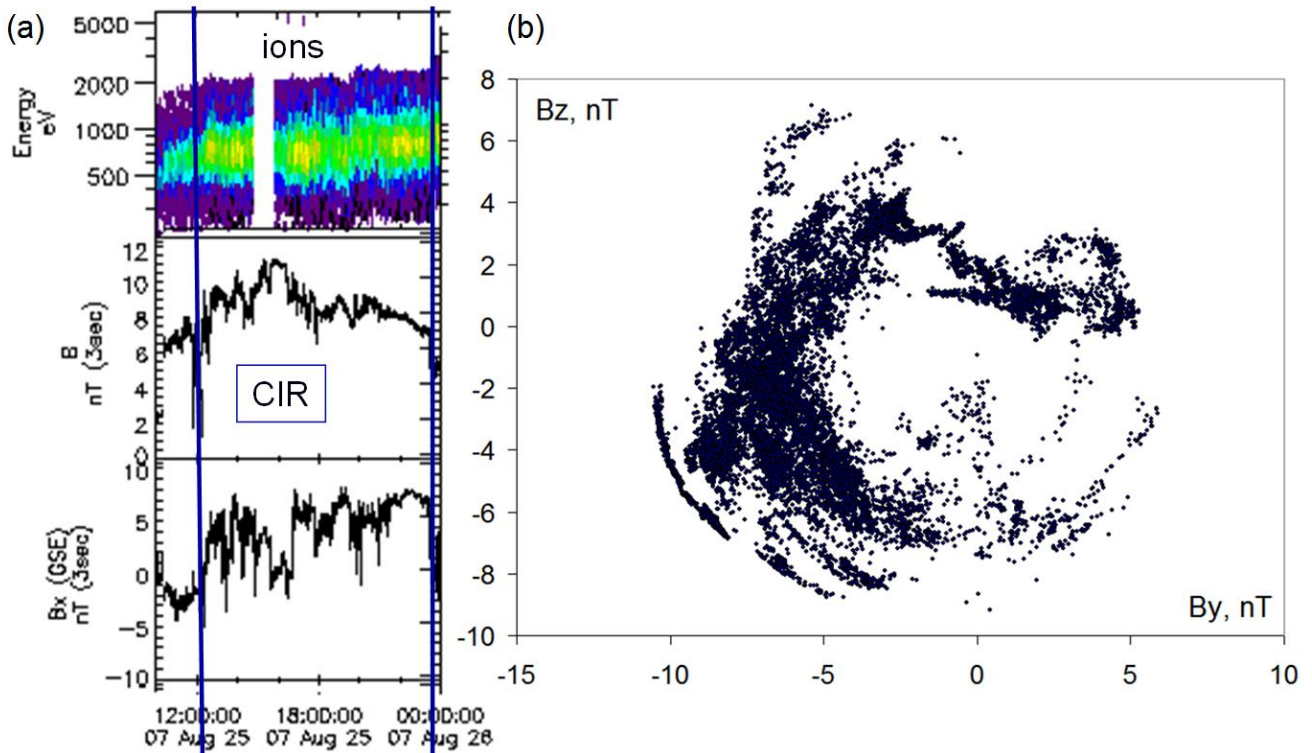 (a)
ions
5000
2000
1000
500
Energy
eV
12
10
8
6
4
2
0
B
nT (3sec)
CIR
10
5
0
-5
-10
Bx (GSE)
nT (3sec)
12:00:00 18:00:00 00:00:00
07 Aug 25 07 Aug 25 07 Aug 26
(b)
Bz, nT
8
6
4
2
0
-2
-4
-6
-8
-10
By, nT
-15 -10 -5 0 5 10